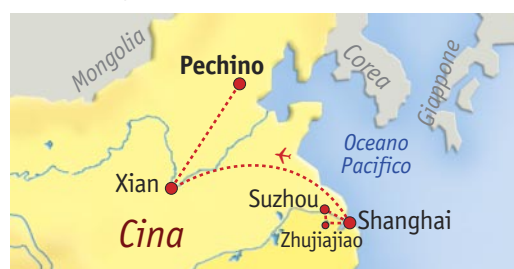 Mongolia
Pechino
Corea
Giappone
Oceano
Pacifico
Xian
Suzhou
Shanghai
Cina
Zhujiajiao